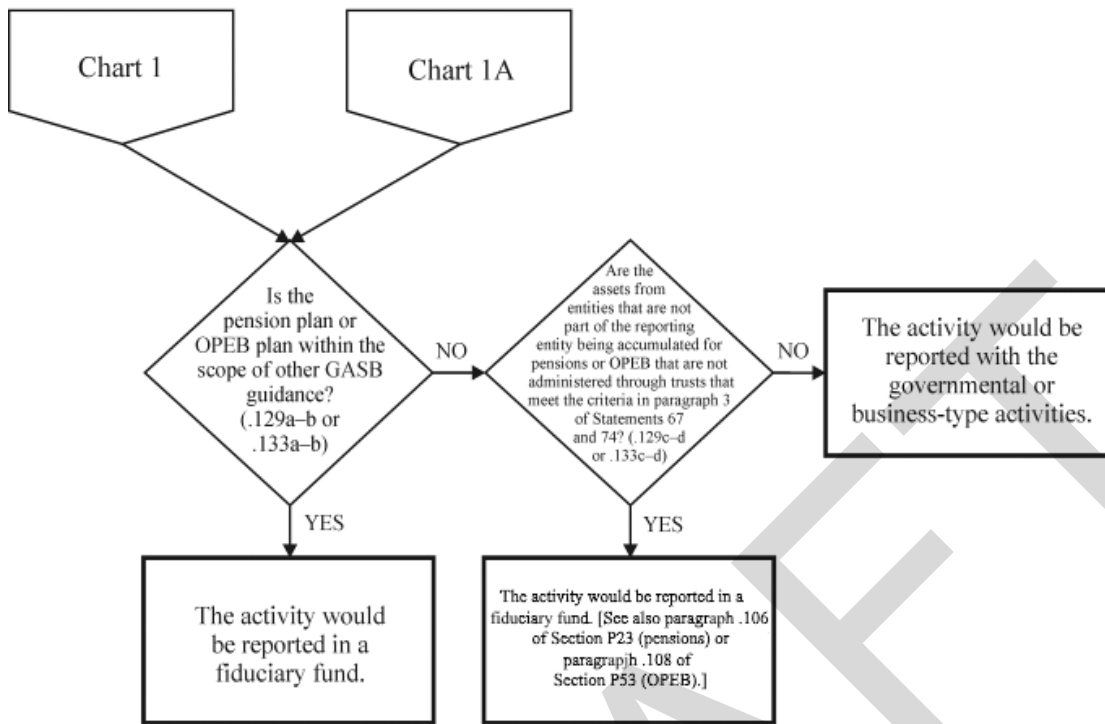 Chart 1
Chart 1A
Is the
pension plan or
OPEB plan within the
scope of other GASB
guidance?
(.129a–b or
.133a–b)
NO
Are the
assets from
entities that are not
part of the reporting
entity being accumulated for
pensions or OPEB that are not
administered through trusts that
meet the criteria in paragraph 3
of Statements 67
and 74? (.129c–d
or .133c–d)
NO
The activity would be
reported with the
governmental or
business-type activities.
YES
YES
The activity would
be reported in a
fiduciary fund.
The activity would be reported in a
fiduciary fund. [See also paragraph .106
of Section P23 (pensions) or
paragrapjh .108 of
Section P53 (OPEB).]